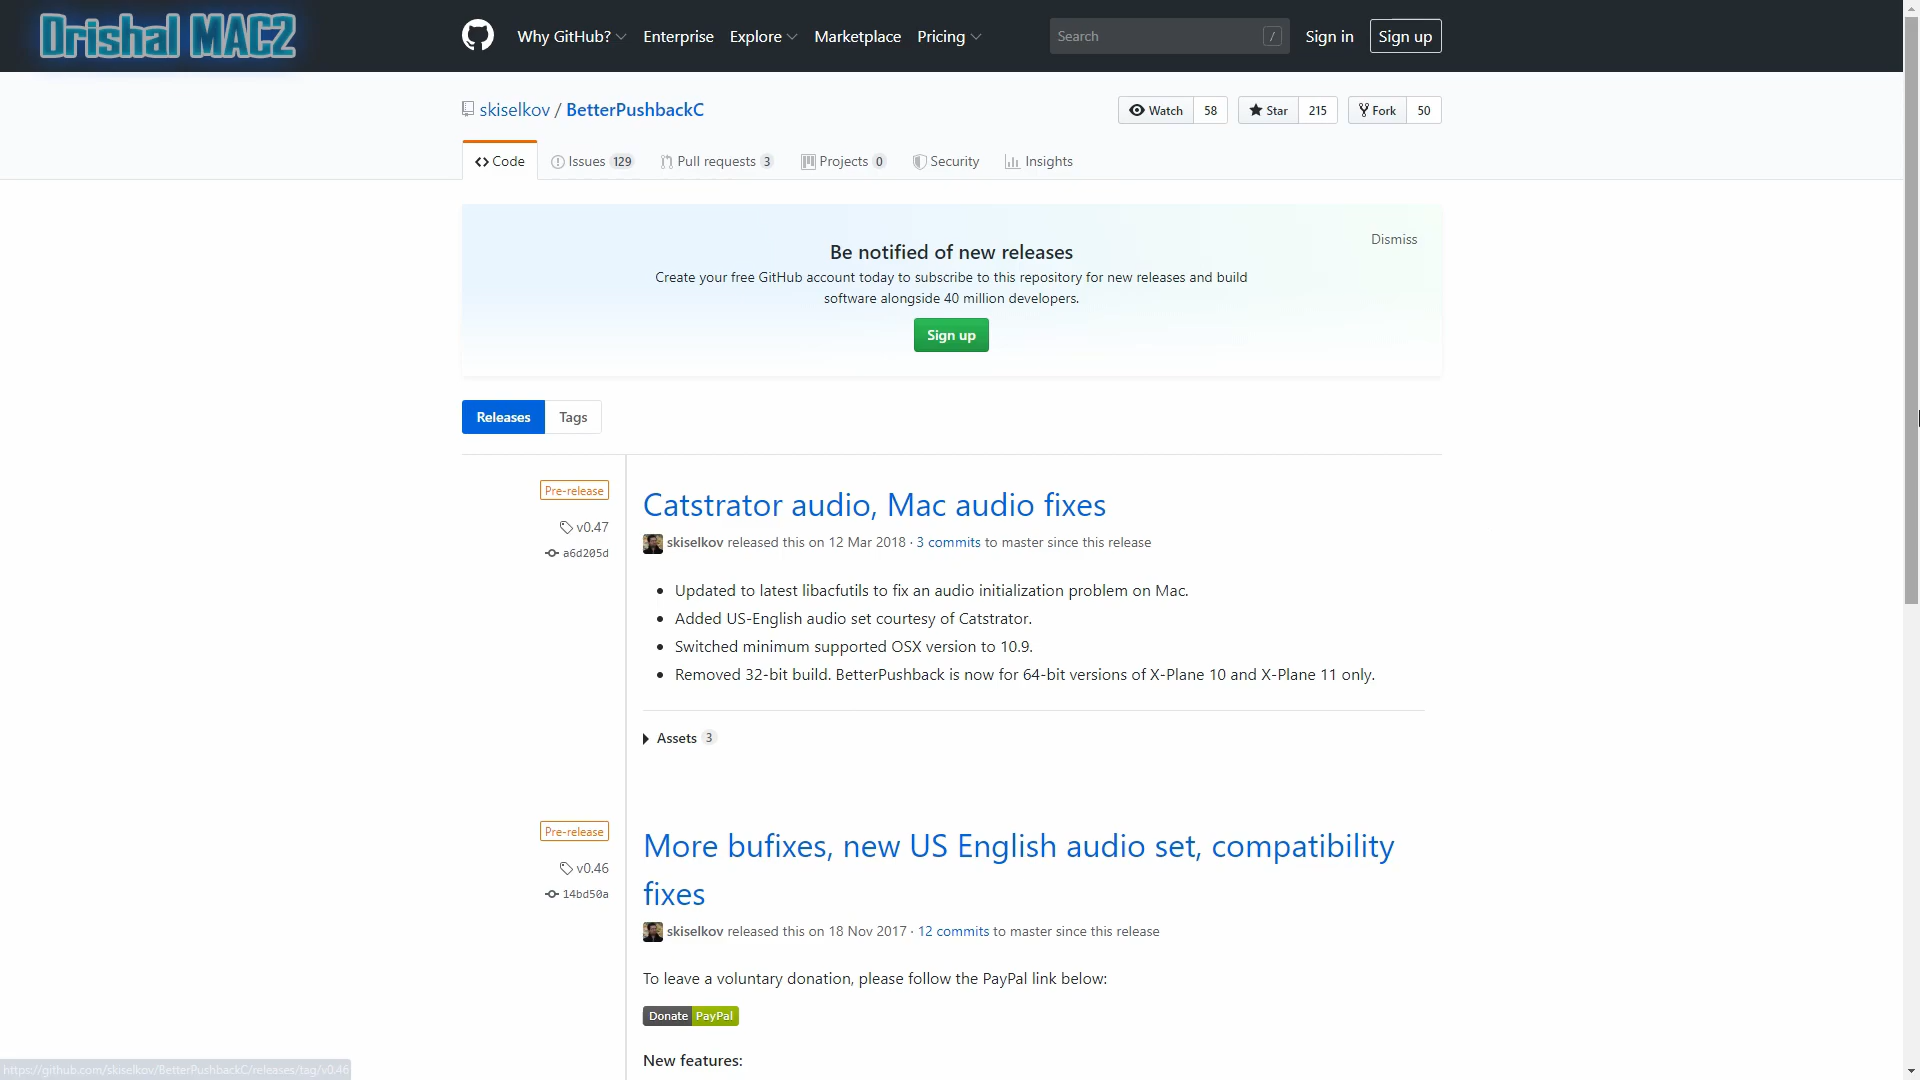 Drishal MAC2
Why GitHub? Enterprise Explore Marketplace Pricing Search / Sign in Sign up
skiselkov / BetterPushbackC
Watch 58 Star 215 Fork 50
Code Issues 129 Pull requests 3 Projects 0 Security Insights
Dismiss
Be notified of new releases
Create your free GitHub account today to subscribe to this repository for new releases and build
software alongside 40 million developers.
Sign up
Releases Tags
Pre-release
v0.47
a6d205d
Catstrator audio, Mac audio fixes
skiselkov released this on 12 Mar 2018 · 3 commits to master since this release
Updated to latest libacfutils to fix an audio initialization problem on Mac.
Added US-English audio set courtesy of Catstrator.
Switched minimum supported OSX version to 10.9.
Removed 32-bit build. BetterPushback is now for 64-bit versions of X-Plane 10 and X-Plane 11 only.
Assets 3
Pre-release
v0.46
14bd50a
More bufixes, new US English audio set, compatibility
fixes
skiselkov released this on 18 Nov 2017 · 12 commits to master since this release
To leave a voluntary donation, please follow the PayPal link below:
Donate PayPal
New features:
https://github.com/skiselkov/BetterPushbackC/releases/tag/v0.46